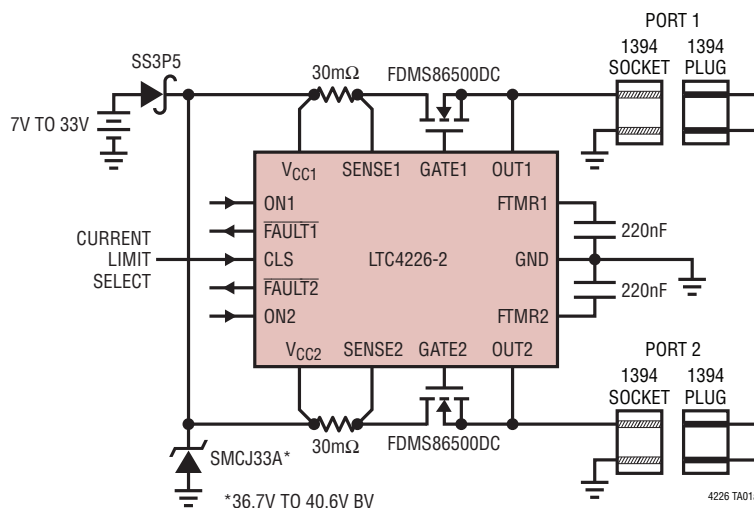 PORT 1
SS3P5
30mΩ
FDMS86500DC
1394
SOCKET
1394
PLUG
7V TO 33V
VCC1
SENSE1
GATE1
OUT1
ON1
FAULT1
CLS
FAULT2
ON2
CURRENT
LIMIT
SELECT
LTC4226-2
FTMR1
GND
FTMR2
220nF
220nF
VCC2
SENSE2
GATE2
OUT2
PORT 2
1394
SOCKET
1394
PLUG
30mΩ
FDMS86500DC
SMCJ33A*
*36.7V TO 40.6V BV